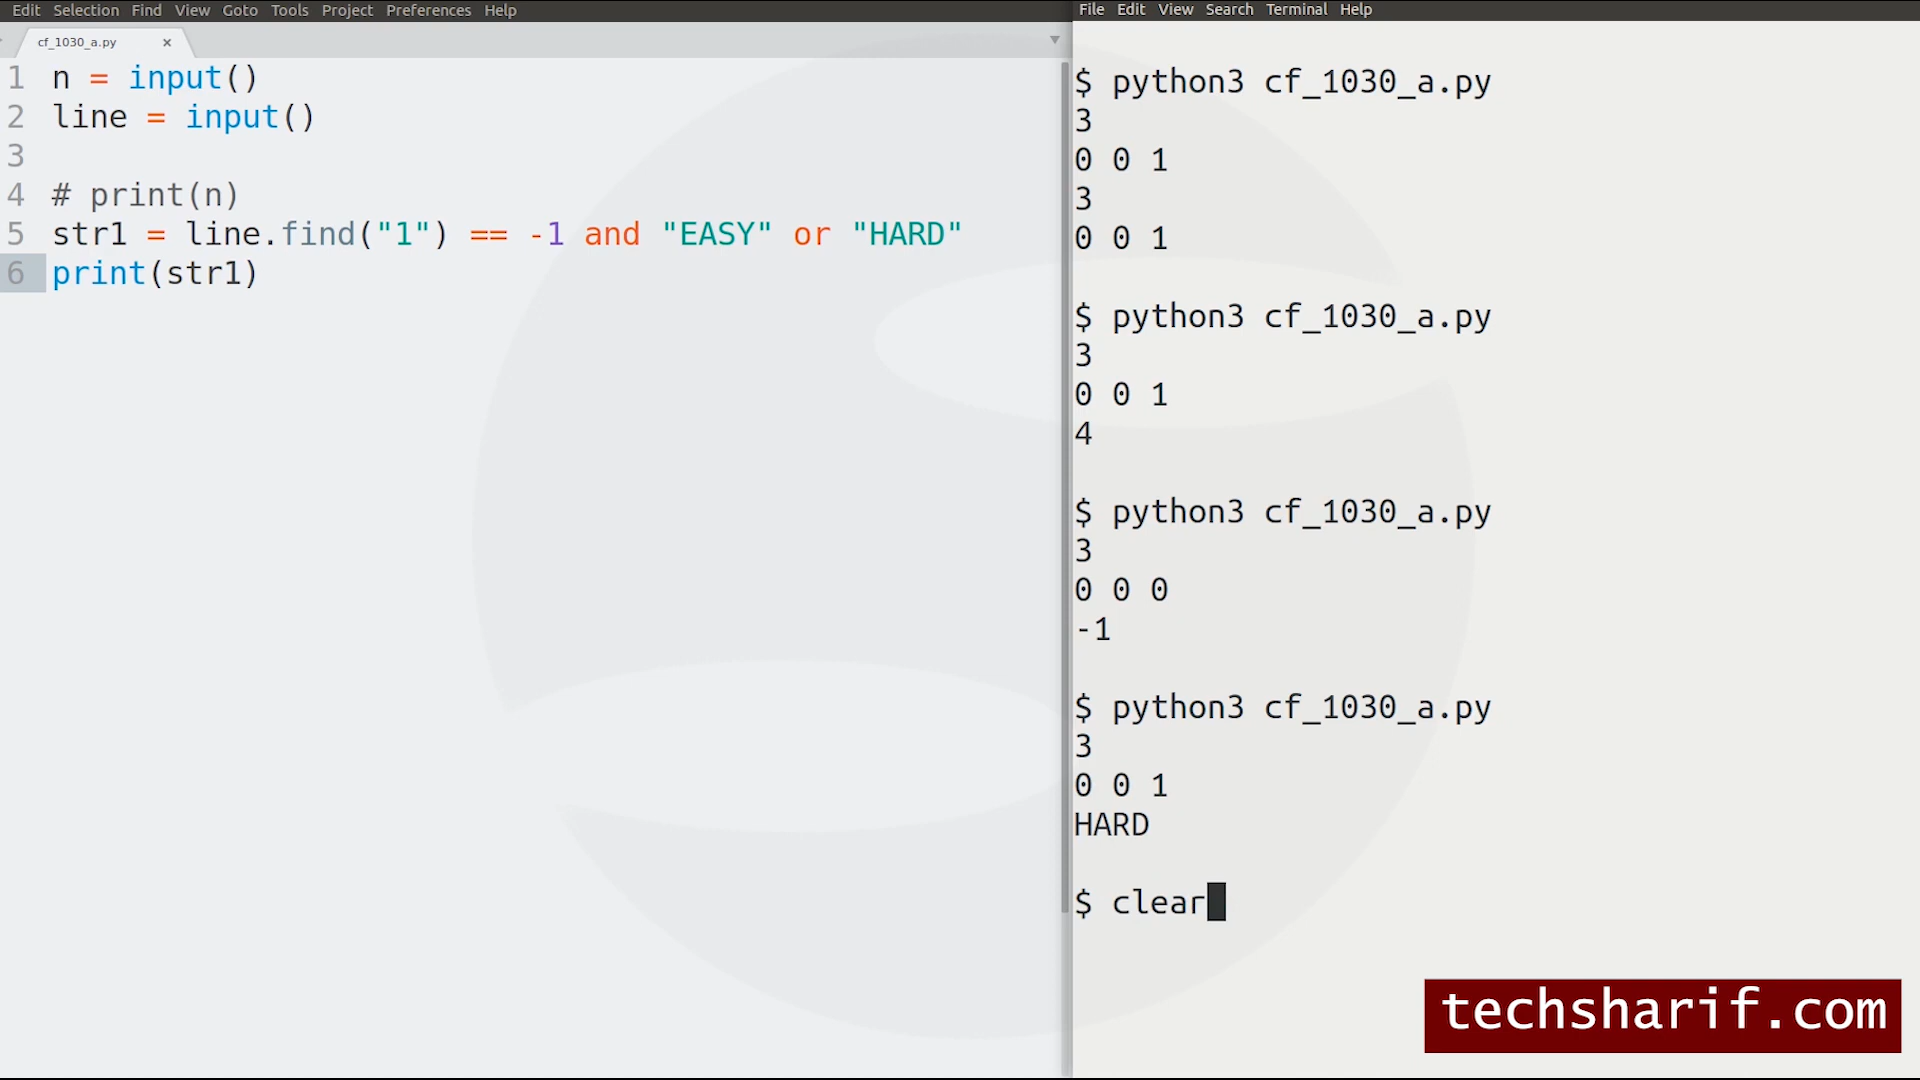 Edit Selection Find View Goto Tools Project Preferences Help
cf_1030_a.py ×
1 n = input()
2 line = input()
3
4 # print(n)
5 str1 = line.find("1") == -1 and "EASY" or "HARD"
6 print(str1)
File Edit View Search Terminal Help
$ python3 cf_1030_a.py
3
0 0 1
3
0 0 1
$ python3 cf_1030_a.py
3
0 0 1
4
$ python3 cf_1030_a.py
3
0 0 0
-1
$ python3 cf_1030_a.py
3
0 0 1
HARD
$ clear
techsharif.com